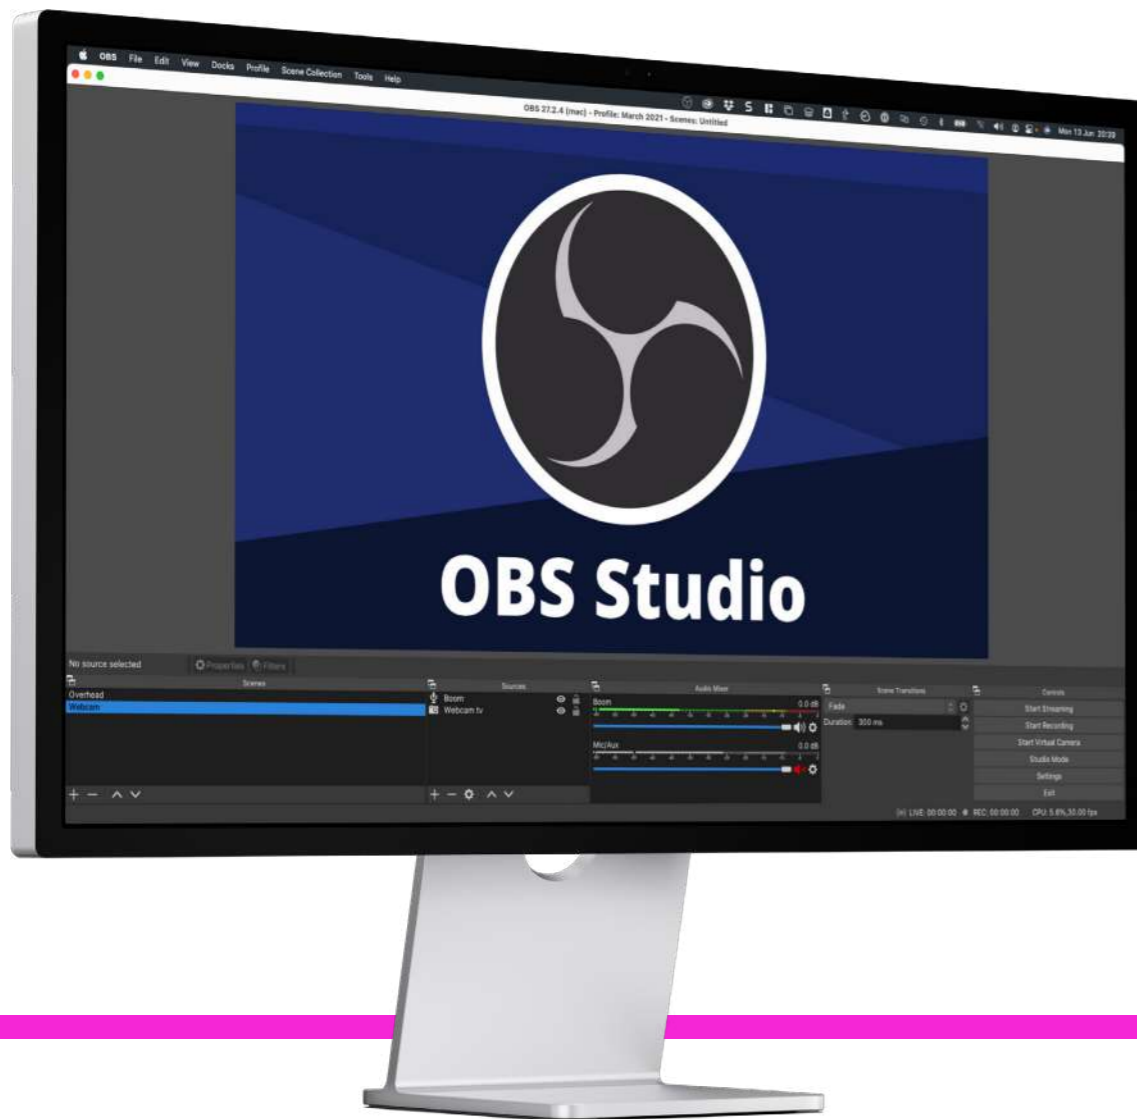 OBS File Edit View Docks Profile Scene Collection Tools Help
Mon 13 Jun 20:20
OBS 27.2.4 (mac) - Profile: March 2021 - Scenes: Untitled
OBS Studio
No source selected
Properties
Filters
Scenes
Overhead
Webcam
Sources
Boom
Webcam tv
Audio Mixer
Boom 0.0 dB
Mic/Aux 0.0 dB
Scene Transitions
Fade
Duration 300 ms
Controls
Start Streaming
Start Recording
Start Virtual Camera
Studio Mode
Settings
Exit
LIVE: 00:00:00 REC: 00:00:00 CPU: 5.8%, 30.00 fps